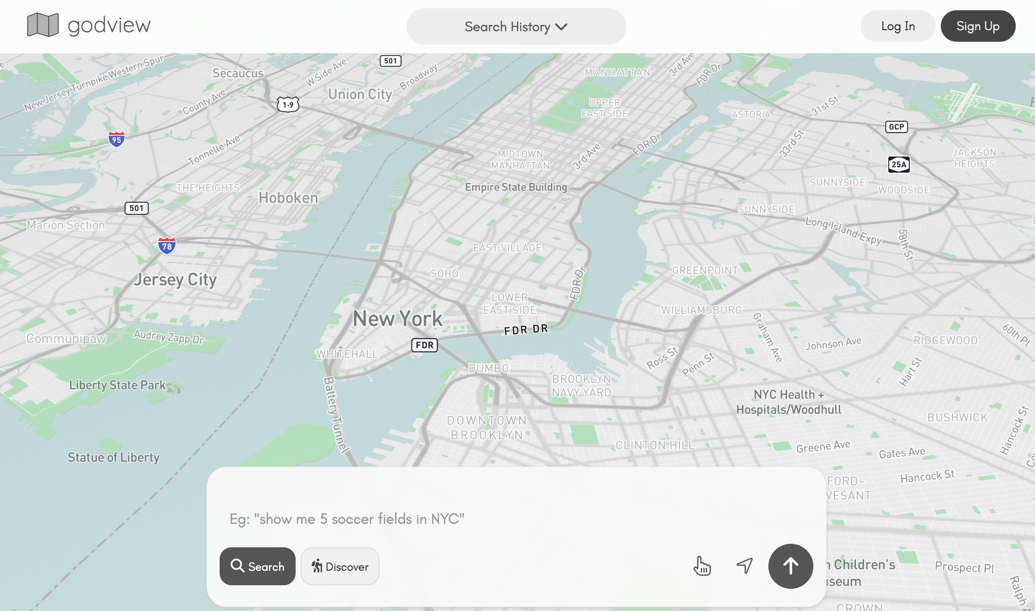 godview
Search History
Log In
Sign Up
501
Broadway
W Side Ave
Secaucus
New Jersey Turnpike Western-Spur
County Ave
Union City
1-9
MANHATTAN
3rd Ave
FDR Dr
UPPER
EASTSIDE
ASTORIA
31st St
GCP
95
Tonnelle Ave
33rd St
FDR Dr
3rd Ave
MIDTOWN
MANHATTAN
JACKSON
HEIGHTS
25A
Empire State Building
THE HEIGHTS
Hoboken
SUNNYSIDE
WOODSIDE
501
SUNNYSIDE
Marion Section
Long Island Expy
58th St
78
EAST VILLAGE
Jersey City
SOHO
GREENPOINT
FDR Dr
LOWER
EAST SIDE
WILLIAMSBURG
New York
FDR DR
Graham Ave
60th Pl
Audrey Zapp Dr
Communipaw
FDR
Johnson Ave
RIDGEWOOD
WHITEHALL
Ross St
Penn St
DUMBO
Hart St
Liberty State Park
BROOKLYN
NAVY YARD
NYC Health +
Hospitals/Woodhull
Battery Tunnel
DOWNTOWN
BROOKLYN
BUSHWICK
Hancock St
CLINTON HILL
Greene Ave
Gates Ave
Statue of Liberty
Hancock St
FORD-
VESANT
Eg: "show me 5 soccer fields in NYC"
Search
Discover
n Children's
useum
Prospect Pl
Ralph
CROWN